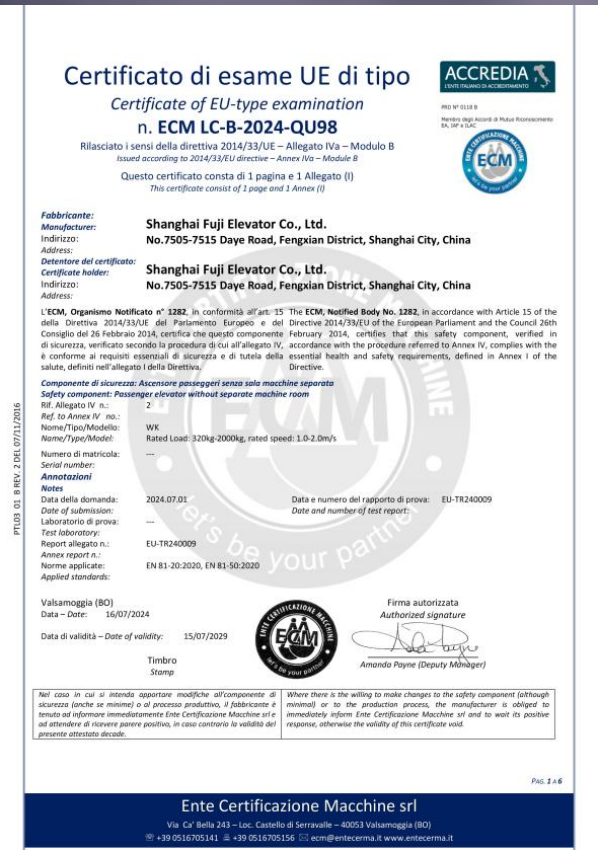 Certificato di esame UE di tipo
Certificate of EU-type examination
n. ECM LC-B-2024-QU98
Rilasciato i sensi della direttiva 2014/33/UE – Allegato IVa – Modulo B
Issued according to 2014/33/EU directive – Annex IVa – Module B
Questo certificato consta di 1 pagina e 1 Allegato (I)
This certificate consist of 1 page and 1 Annex (I)
ACCREDIA
L'ENTE ITALIANO DI ACCREDITAMENTO
PRD N° 0118 B
Membro degli Accordi di Mutuo Riconoscimento
EA, IAF e ILAC
ENTE CERTIFICAZIONE MACCHINE
ECM
let's be your partner
Fabbricante:
Manufacturer:
Shanghai Fuji Elevator Co., Ltd.
Indirizzo:
Address:
No.7505-7515 Daye Road, Fengxian District, Shanghai City, China
Detentore del certificato:
Certificate holder:
Shanghai Fuji Elevator Co., Ltd.
Indirizzo:
Address:
No.7505-7515 Daye Road, Fengxian District, Shanghai City, China
L'ECM, Organismo Notificato n° 1282, in conformità all'art. 15
della Direttiva 2014/33/UE del Parlamento Europeo e del
Consiglio del 26 Febbraio 2014, certifica che questo componente
di sicurezza, verificato secondo la procedura di cui all'allegato IV,
è conforme ai requisiti essenziali di sicurezza e di tutela della
salute, definiti nell'allegato I della Direttiva.
The ECM, Notified Body No. 1282, in accordance with Article 15 of the
Directive 2014/33/EU of the European Parliament and the Council 26th
February 2014, certifies that this safety component, verified in
accordance with the procedure referred to Annex IV, complies with the
essential health and safety requirements, defined in Annex I of the
Directive.
Componente di sicurezza: Ascensore passeggeri senza sala macchine separata
Safety component: Passenger elevator without separate machine room
Rif. Allegato IV n.:
2
Ref. to Annex IV no.:
Nome/Tipo/Modello:
WK
Name/Type/Model:
Rated Load: 320kg-2000kg, rated speed: 1.0-2.0m/s
Numero di matricola:
---
Serial number:
Annotazioni
Notes
Data della domanda:
2024.07.01
Date of submission:
Data e numero del rapporto di prova:
EU-TR240009
Date and number of test report:
Laboratorio di prova:
---
Test laboratory:
Report allegato n.:
EU-TR240009
Annex report n.:
Norme applicate:
EN 81-20:2020, EN 81-50:2020
Applied standards:
Valsamoggia (BO)
Data – Date: 16/07/2024
Data di validità – Date of validity: 15/07/2029
Timbro
Stamp
ENTE CERTIFICAZIONE MACCHINE
ECM
let's be your partner
Firma autorizzata
Authorized signature
Amanda Payne (Deputy Manager)
Nel caso in cui si intenda apportare modifiche all'componente di
sicurezza (anche se minime) o al processo produttivo, il fabbricante è
tenuto ad informare immediatamente Ente Certificazione Macchine srl e
ad attendere di ricevere parere positivo, in caso contrario la validità del
presente attestato decade.
Where there is the willing to make changes to the safety component (although
minimal) or to the production process, the manufacturer is obliged to
immediately inform Ente Certificazione Macchine srl and to wait its positive
response, otherwise the validity of this certificate void.
PTL03 01 B REV. 2 DEL 07/11/2016
PAG. 1 A 6
Ente Certificazione Macchine srl
Via Ca' Bella 243 – Loc. Castello di Serravalle – 40053 Valsamoggia (BO)
+39 0516705141 +39 0516705156 ecm@entecerma.it www.entecerma.it